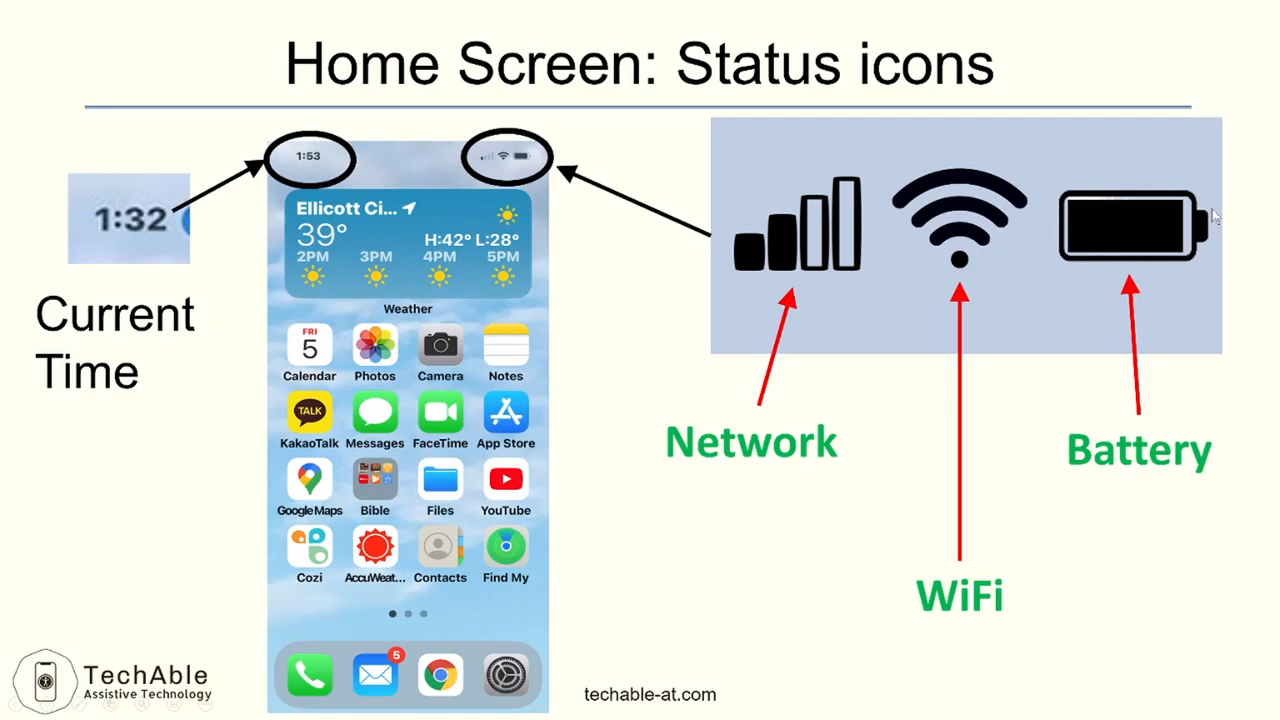 Home Screen: Status icons
1:53
1:32
Current
Time
Ellicott Ci...
39°
H:42° L:28°
2PM 3PM 4PM 5PM
Weather
FRI
5
Calendar Photos Camera Notes
TALK
KakaoTalk Messages FaceTime App Store
Google Maps Bible Files YouTube
Cozi AccuWeat... Contacts Find My
5
Network
WiFi
Battery
TechAble
Assistive Technology
techable-at.com